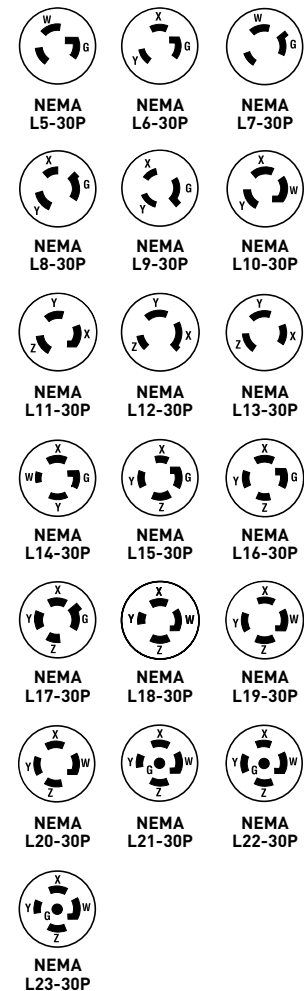 W
G
NEMA
L5-30P
X
G
Y
NEMA
L6-30P
W
G
NEMA
L7-30P
X
G
Y
NEMA
L8-30P
X
G
Y
NEMA
L9-30P
X
W
Y
NEMA
L10-30P
Y
X
Z
NEMA
L11-30P
Y
X
Z
NEMA
L12-30P
Y
X
Z
NEMA
L13-30P
X
W
G
Y
NEMA
L14-30P
X
Y
G
Z
NEMA
L15-30P
X
Y
G
Z
NEMA
L16-30P
X
Y
G
Z
NEMA
L17-30P
X
Y
W
Z
NEMA
L18-30P
X
Y
W
Z
NEMA
L19-30P
X
Y
W
Z
NEMA
L20-30P
X
Y
W
G
Z
NEMA
L21-30P
X
Y
W
G
Z
NEMA
L22-30P
X
Y
W
G
Z
NEMA
L23-30P